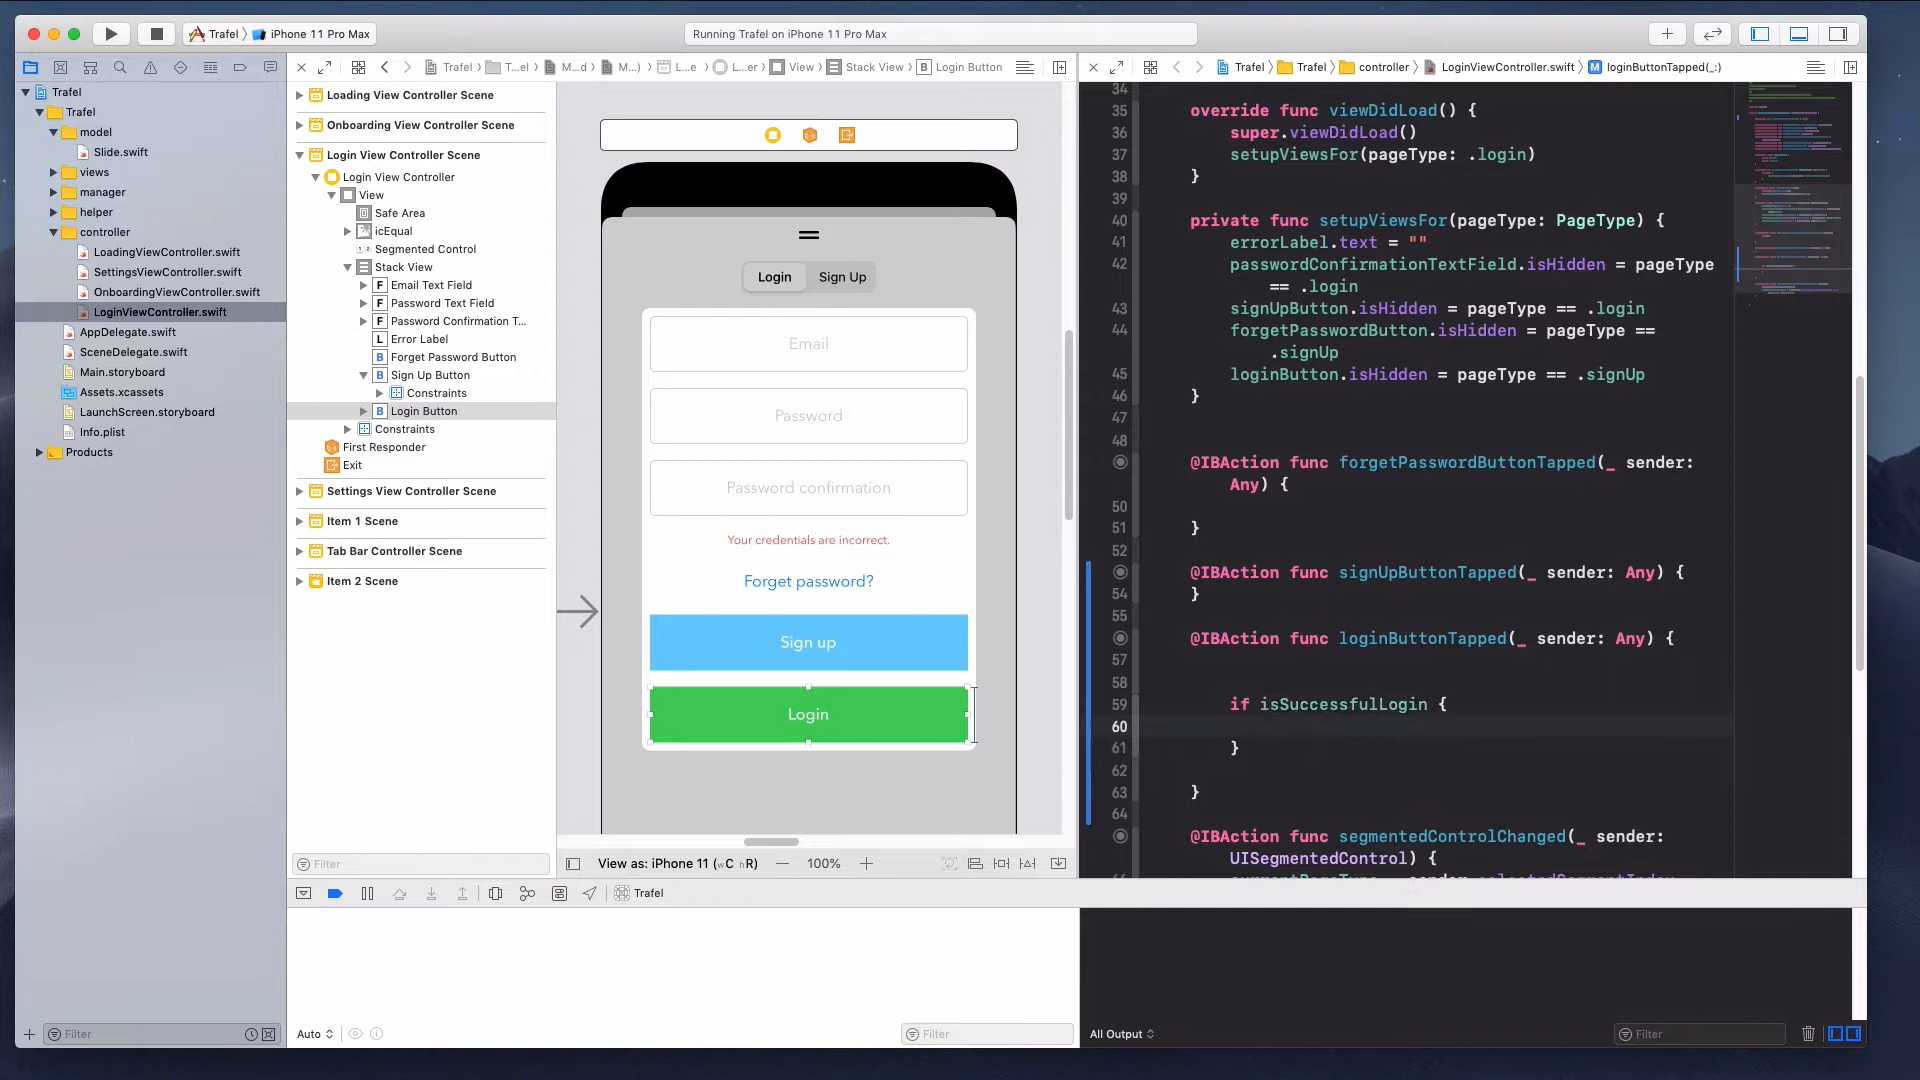 Trafel
iPhone 11 Pro Max
Running Trafel on iPhone 11 Pro Max
Trafel
T...el
M...d
M...)
L...e
L...er
View
Stack View
B Login Button
Trafel
Trafel
controller
LoginViewController.swift
M loginButtonTapped(_:)
Trafel
Trafel
model
Slide.swift
views
manager
helper
controller
LoadingViewController.swift
SettingsViewController.swift
OnboardingViewController.swift
LoginViewController.swift
AppDelegate.swift
SceneDelegate.swift
Main.storyboard
Assets.xcassets
LaunchScreen.storyboard
Info.plist
Products
Filter
Loading View Controller Scene
Onboarding View Controller Scene
Login View Controller Scene
Login View Controller
View
Safe Area
icEqual
1 2 Segmented Control
Stack View
F Email Text Field
F Password Text Field
F Password Confirmation T...
L Error Label
B Forget Password Button
B Sign Up Button
Constraints
B Login Button
Constraints
First Responder
Exit
Settings View Controller Scene
Item 1 Scene
Tab Bar Controller Scene
Item 2 Scene
Filter
Login
Sign Up
Email
Password
Password confirmation
Your credentials are incorrect.
Forget password?
Sign up
Login
View as: iPhone 11 (wC hR)
100%
34
35 override func viewDidLoad() {
36 super.viewDidLoad()
37 setupViewsFor(pageType: .login)
38 }
39
40 private func setupViewsFor(pageType: PageType) {
41 errorLabel.text = ""
42 passwordConfirmationTextField.isHidden = pageType
== .login
43 signUpButton.isHidden = pageType == .login
44 forgetPasswordButton.isHidden = pageType ==
.signUp
45 loginButton.isHidden = pageType == .signUp
46 }
47
48
@IBAction func forgetPasswordButtonTapped(_ sender:
Any) {
50
51 }
52
@IBAction func signUpButtonTapped(_ sender: Any) {
54 }
55
@IBAction func loginButtonTapped(_ sender: Any) {
57
58
59 if isSuccessfulLogin {
60
61 }
62
63 }
64
@IBAction func segmentedControlChanged(_ sender:
UISegmentedControl) {
Trafel
Auto
Filter
All Output
Filter